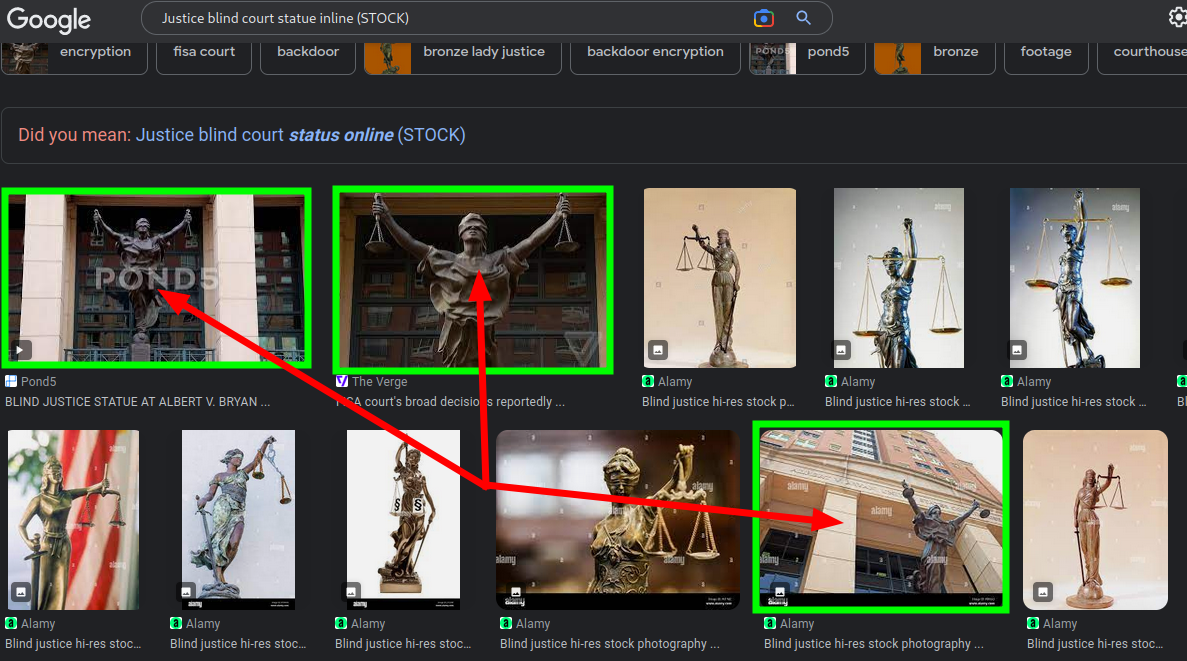 Google
Justice blind court statue inline (STOCK)
encryption
fisa court
backdoor
bronze lady justice
backdoor encryption
pond5
bronze
footage
courthouse
Did you mean: Justice blind court status online (STOCK)
POND5
Pond5
The Verge
Alamy
Alamy
Alamy
BLIND JUSTICE STATUE AT ALBERT V. BRYAN ...
court's broad decisions reportedly ...
Blind justice hi-res stock p...
Blind justice hi-res stock ...
Blind justice hi-res stock ...
alamy
alamy
alamy
alamy
Alamy
Alamy
Alamy
Alamy
Alamy
Alamy
Blind justice hi-res stoc...
Blind justice hi-res stoc...
Blind justice hi-res stoc...
Blind justice hi-res stock photography ...
Blind justice hi-res stock photography ...
Blind justice hi-res stoc...